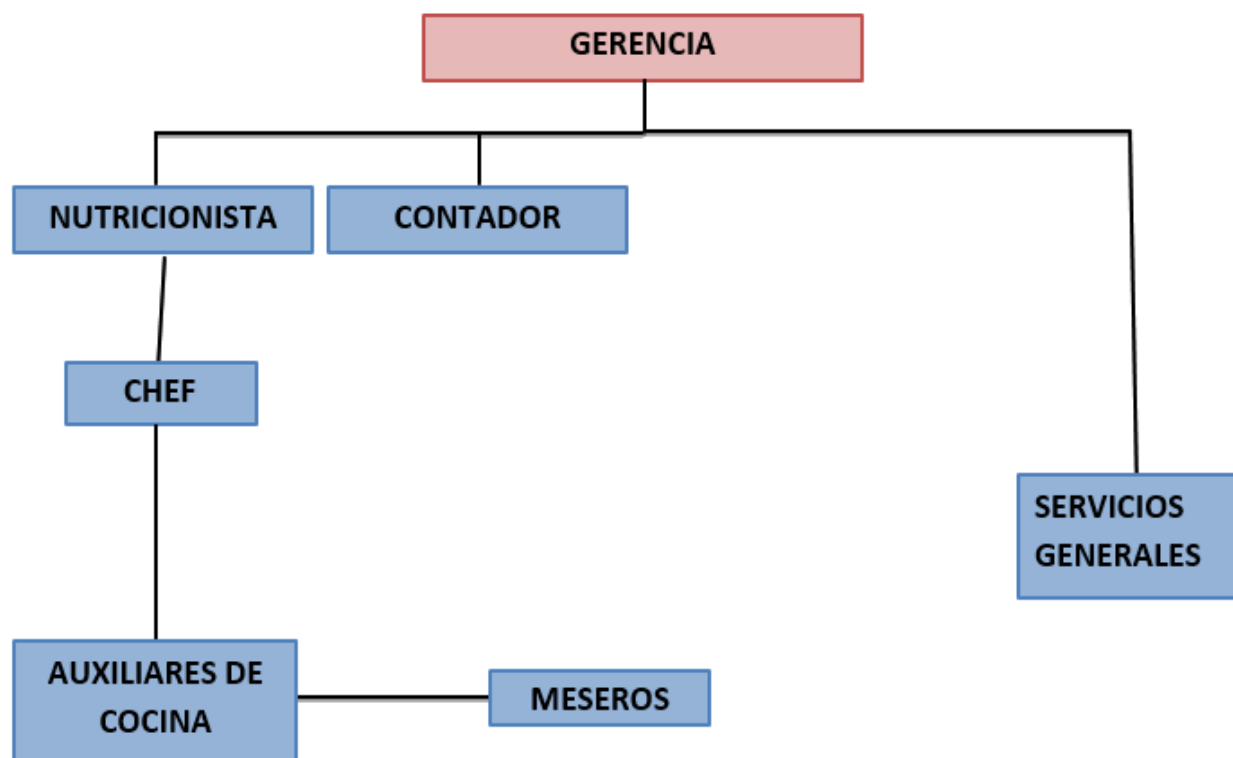 GERENCIA
NUTRICIONISTA
CONTADOR
CHEF
SERVICIOS
GENERALES
AUXILIARES DE
COCINA
MESEROS